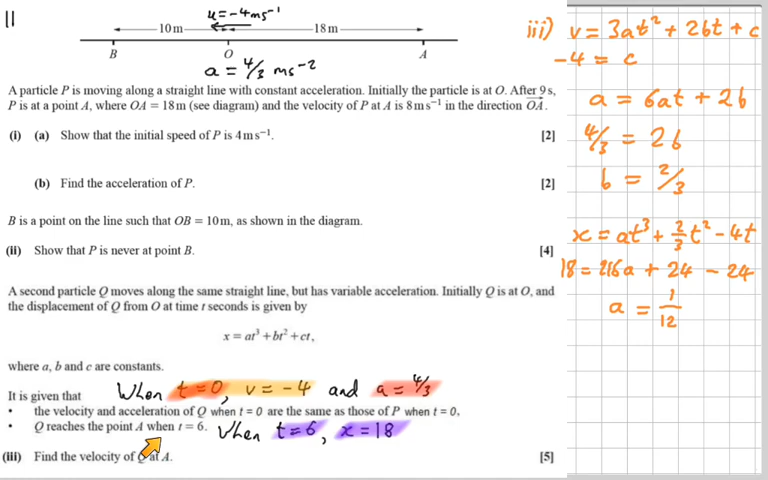 11
u = -4ms⁻¹
10m
18m
B
O
A
a = 4/3 ms⁻²
A particle P is moving along a straight line with constant acceleration. Initially the particle is at O. After 9 s,
P is at a point A, where OA = 18m (see diagram) and the velocity of P at A is 8ms⁻¹ in the direction OA.
(i) (a) Show that the initial speed of P is 4ms⁻¹. [2]
(b) Find the acceleration of P. [2]
B is a point on the line such that OB = 10m, as shown in the diagram.
(ii) Show that P is never at point B. [4]
A second particle Q moves along the same straight line, but has variable acceleration. Initially Q is at O, and
the displacement of Q from O at time t seconds is given by
x = at³ + bt² + ct,
where a, b and c are constants.
It is given that
When t=0, v = -4 and a = 4/3
• the velocity and acceleration of Q when t = 0 are the same as those of P when t = 0,
• Q reaches the point A when t = 6.
When t=6, x=18
(iii) Find the velocity of Q at A. [5]
iii) v = 3at² + 2bt + c
-4 = c
a = 6at + 2b
4/3 = 2b
b = 2/3
x = at³ + 2/3 t² - 4t
18 = 216a + 24 - 24
a = 1/12